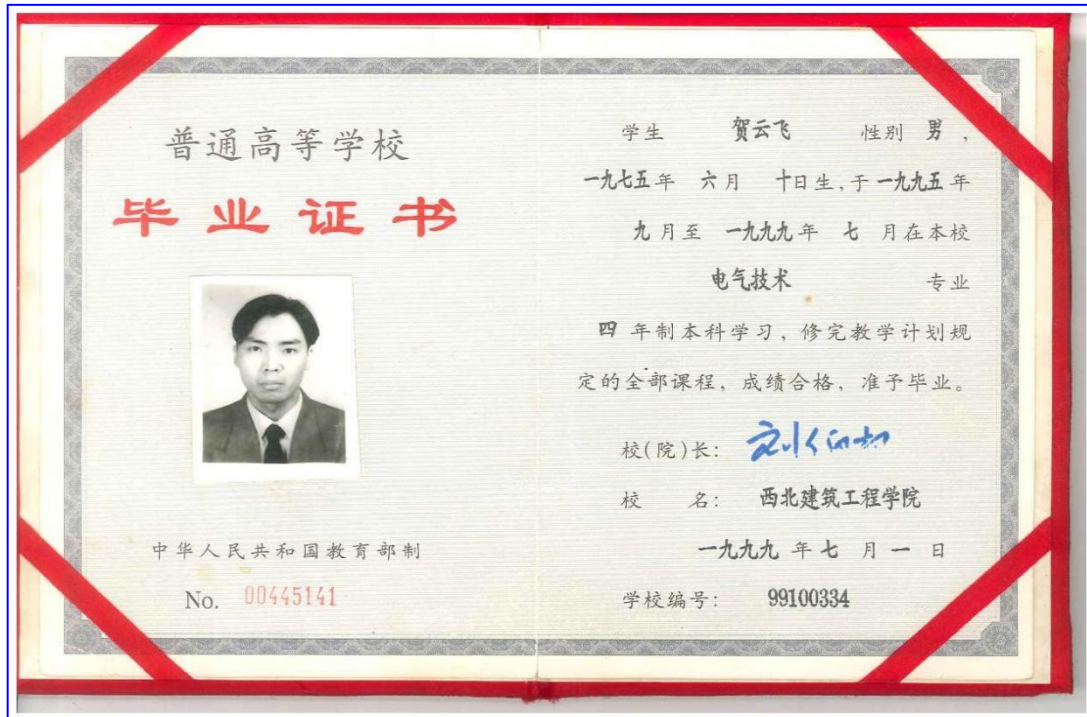 普通高等学校
毕业证书
中华人民共和国教育部制
No. 00445141
学生 贺云飞 性别 男，
一九七五年 六月 十日生，于一九九五年
九月至 一九九九年 七 月在本校
电气技术 专业
四 年制本科学习，修完教学计划规
定的全部课程，成绩合格，准予毕业。
校(院)长：
校 名： 西北建筑工程学院
一九九九 年七 月 一 日
学校编号： 99100334